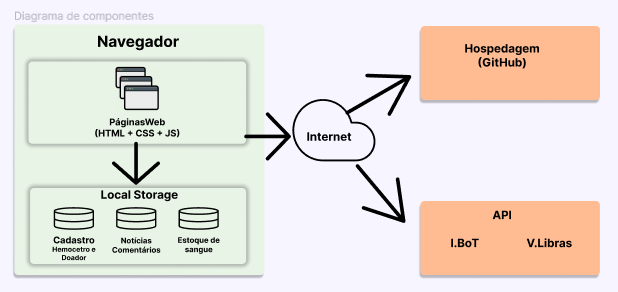 Diagrama de componentes
Navegador
PáginasWeb
(HTML + CSS + JS)
Local Storage
Cadastro
Hemocetro e
Doador
Notícias
Comentários
Estoque de
sangue
Internet
Hospedagem
(GitHub)
API
I.BoT
V.Libras